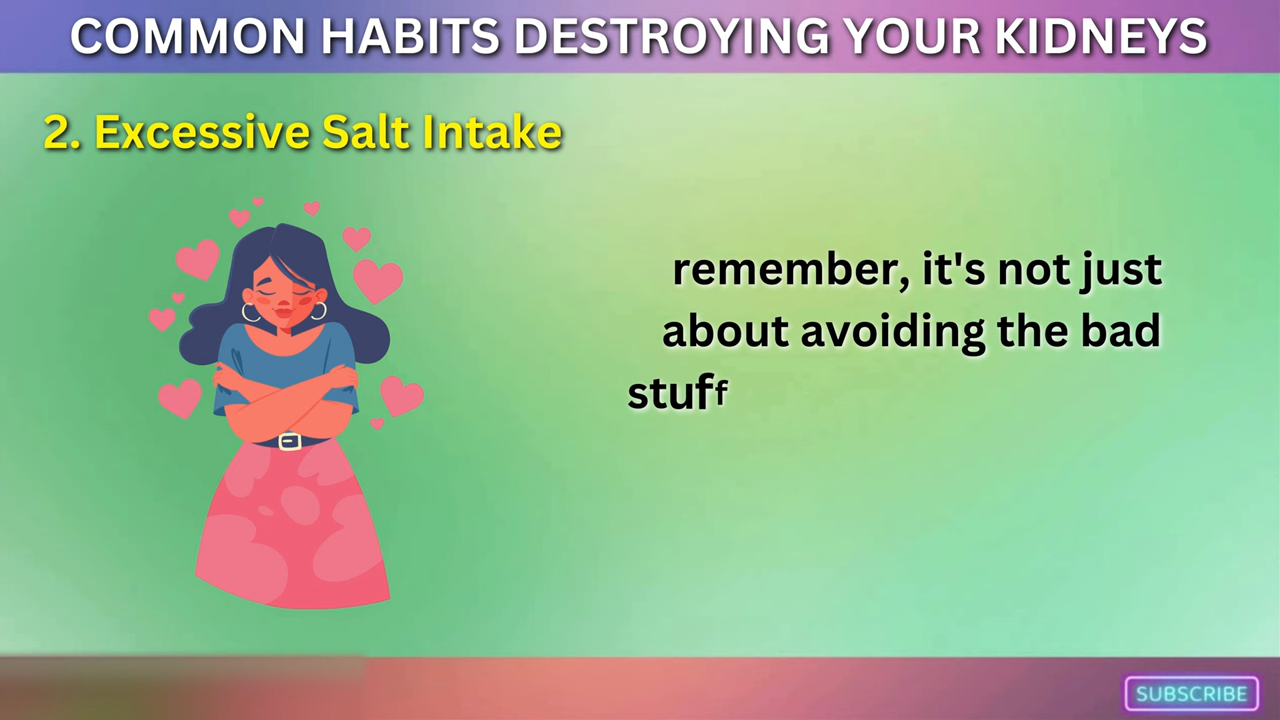 COMMON HABITS DESTROYING YOUR KIDNEYS
2. Excessive Salt Intake
remember, it's not just
about avoiding the bad
stuff
SUBSCRIBE